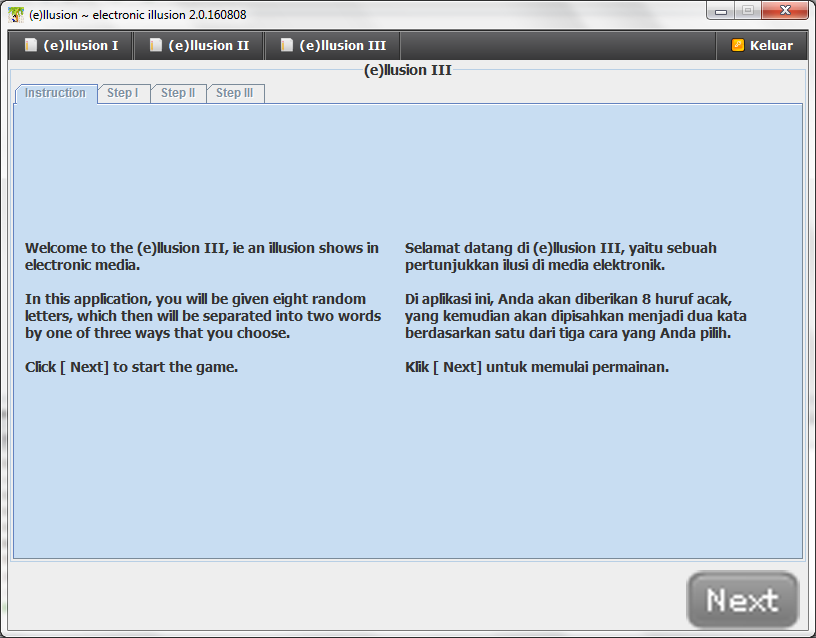 (e)llusion ~ electronic illusion 2.0.160808
(e)llusion I
(e)llusion II
(e)llusion III
Keluar
(e)llusion III
Instruction
Step I
Step II
Step III
Welcome to the (e)llusion III, ie an illusion shows in
electronic media.
In this application, you will be given eight random
letters, which then will be separated into two words
by one of three ways that you choose.
Click [ Next] to start the game.
Selamat datang di (e)llusion III, yaitu sebuah
pertunjukkan ilusi di media elektronik.
Di aplikasi ini, Anda akan diberikan 8 huruf acak,
yang kemudian akan dipisahkan menjadi dua kata
berdasarkan satu dari tiga cara yang Anda pilih.
Klik [ Next] untuk memulai permainan.
Next